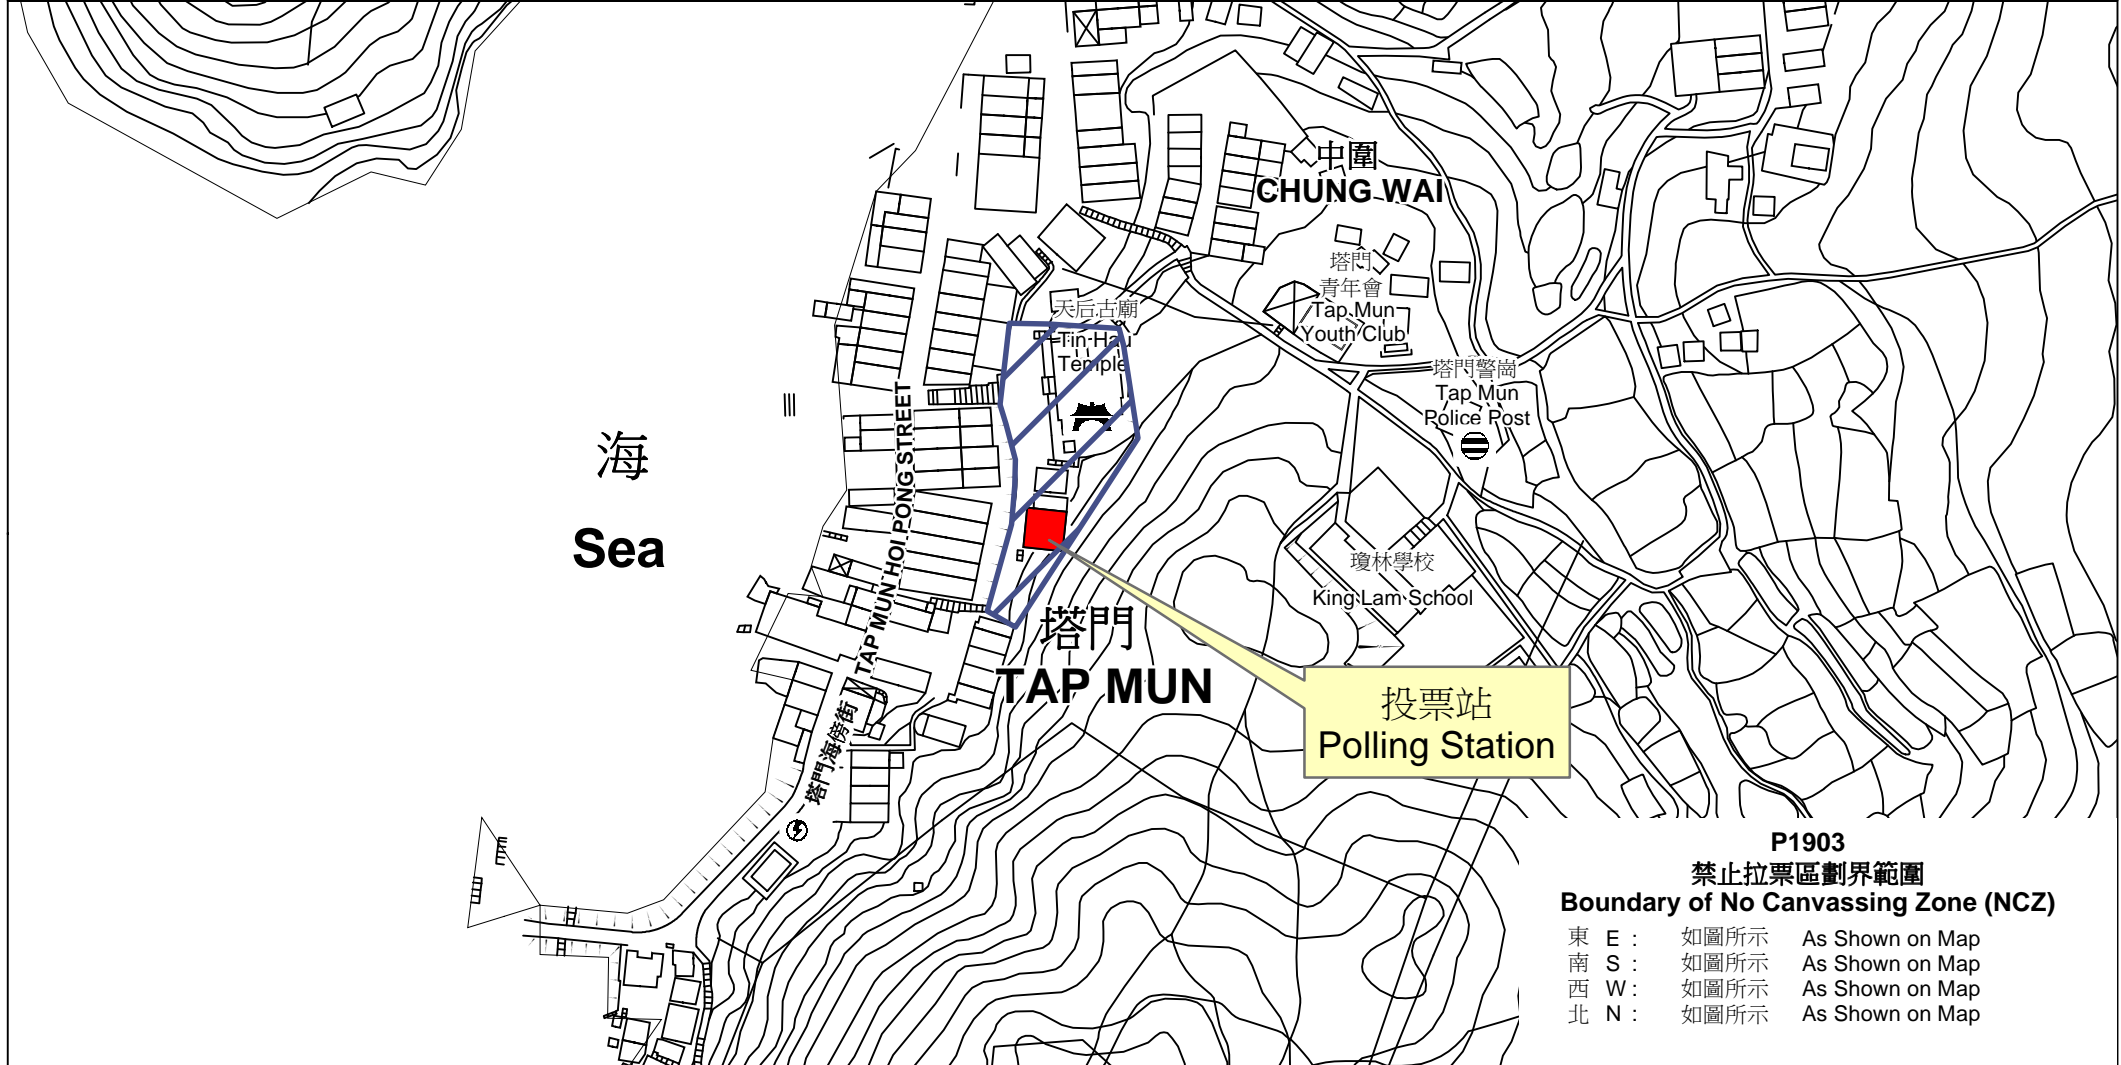 中圍
CHUNG WAI
塔門
青年會
Tap Mun
Youth Club
天后古廟
Tin Hau
Temple
塔門警崗
Tap Mun
Police Post
海
Sea
TAP MUN HOI PONG STREET
塔門海傍街
瓊林學校
King Lam School
塔門
TAP MUN
投票站
Polling Station
P1903
禁止拉票區劃界範圍
Boundary of No Canvassing Zone (NCZ)
東 E : 如圖所示 As Shown on Map
南 S : 如圖所示 As Shown on Map
西 W : 如圖所示 As Shown on Map
北 N : 如圖所示 As Shown on Map